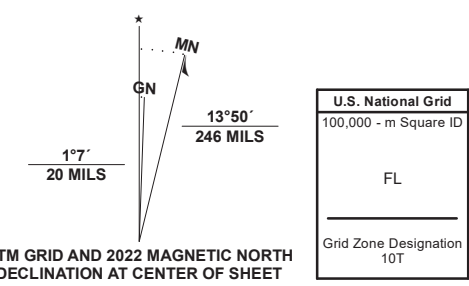 ★
MN
GN
13°50´
246 MILS
1°7´
20 MILS
TM GRID AND 2022 MAGNETIC NORTH
DECLINATION AT CENTER OF SHEET
U.S. National Grid
100,000 - m Square ID
FL
Grid Zone Designation
10T